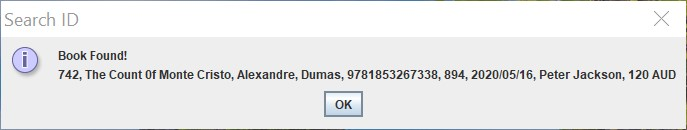 Search ID
Book Found!
742, The Count 0f Monte Cristo, Alexandre, Dumas, 9781853267338, 894, 2020/05/16, Peter Jackson, 120 AUD
OK